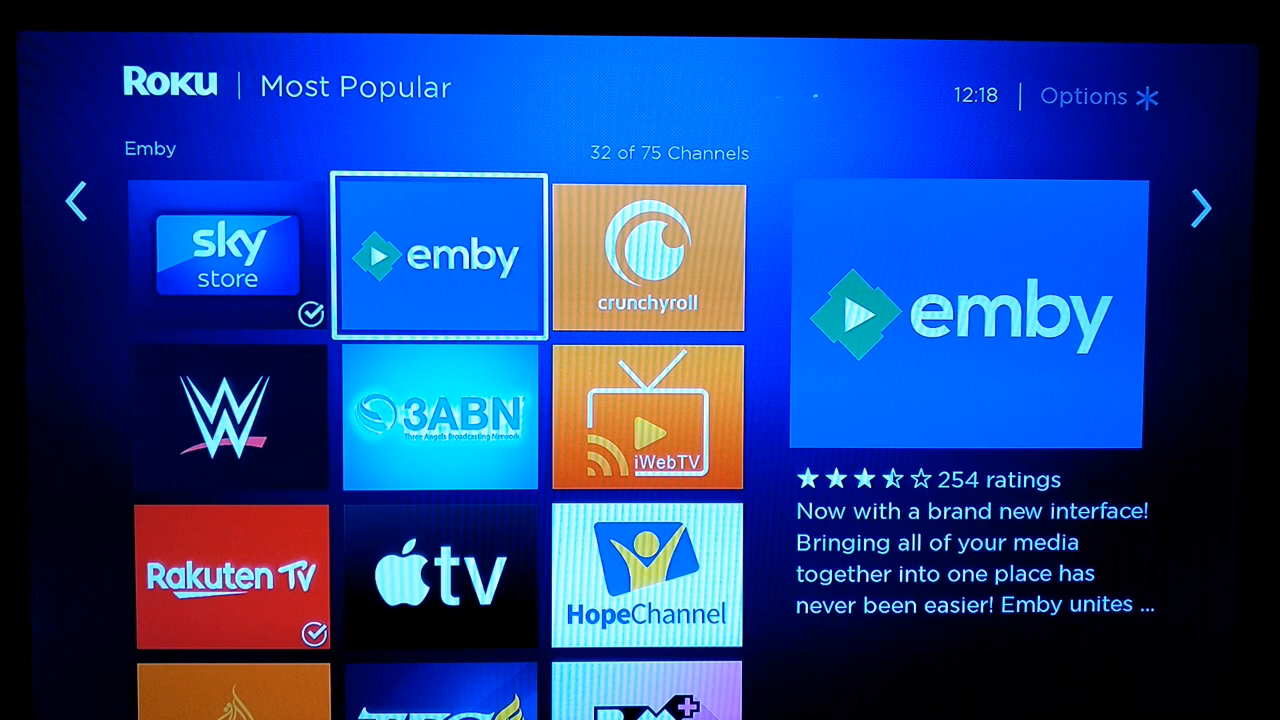 Roku | Most Popular
12:18 | Options
Emby
32 of 75 Channels
sky
store
emby
crunchyroll
emby
W
3ABN
Three Angels Broadcasting Network
iWebTV
254 ratings
Now with a brand new interface!
Bringing all of your media
together into one place has
never been easier! Emby unites ...
Rakuten TV
tv
HopeChannel